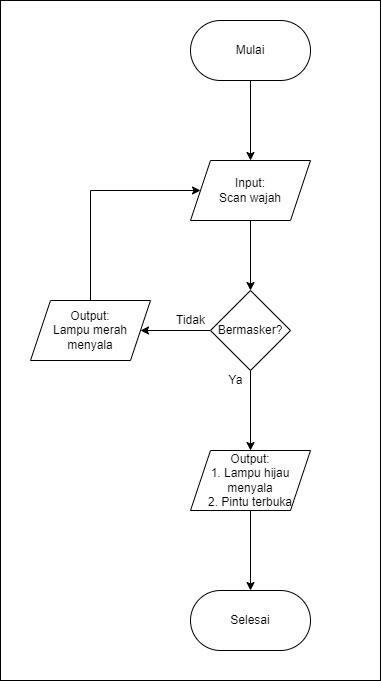 Mulai
Input:
Scan wajah
Output:
Lampu merah
menyala
Tidak
Bermasker?
Ya
Output:
1. Lampu hijau
menyala
2. Pintu terbuka
Selesai